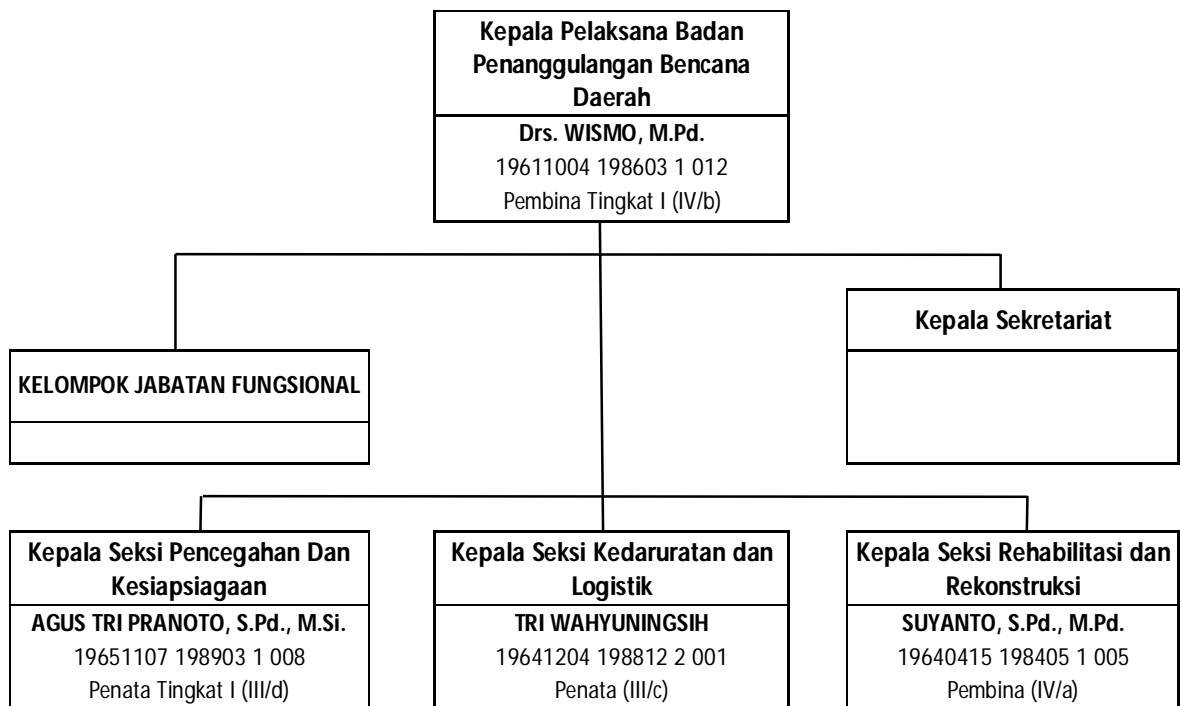 Kepala Pelaksana Badan
Penanggulangan Bencana
Daerah
Drs. WISMO, M.Pd.
19611004 198603 1 012
Pembina Tingkat I (IV/b)
Kepala Sekretariat
KELOMPOK JABATAN FUNGSIONAL
Kepala Seksi Pencegahan Dan
Kesiapsiagaan
AGUS TRI PRANOTO, S.Pd., M.Si.
19651107 198903 1 008
Penata Tingkat I (III/d)
Kepala Seksi Kedaruratan dan
Logistik
TRI WAHYUNINGSIH
19641204 198812 2 001
Penata (III/c)
Kepala Seksi Rehabilitasi dan
Rekonstruksi
SUYANTO, S.Pd., M.Pd.
19640415 198405 1 005
Pembina (IV/a)